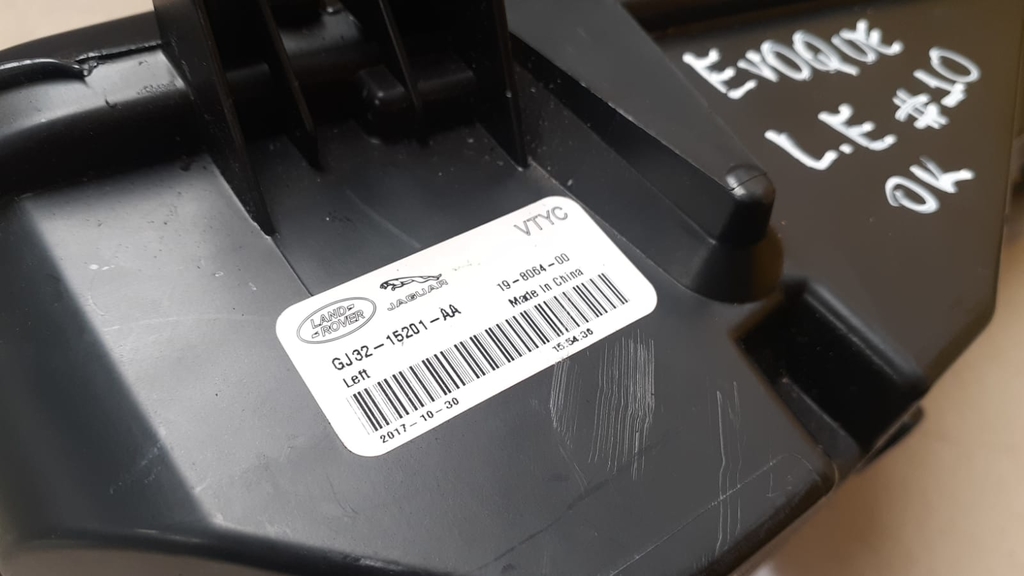 EVOQUE
L.E #10
OK
VTYC
LAND-
-ROVER
JAGUAR
19-8064-00
Made in China
GJ32-15201-AA
Left
2017-10-30
15:54:36